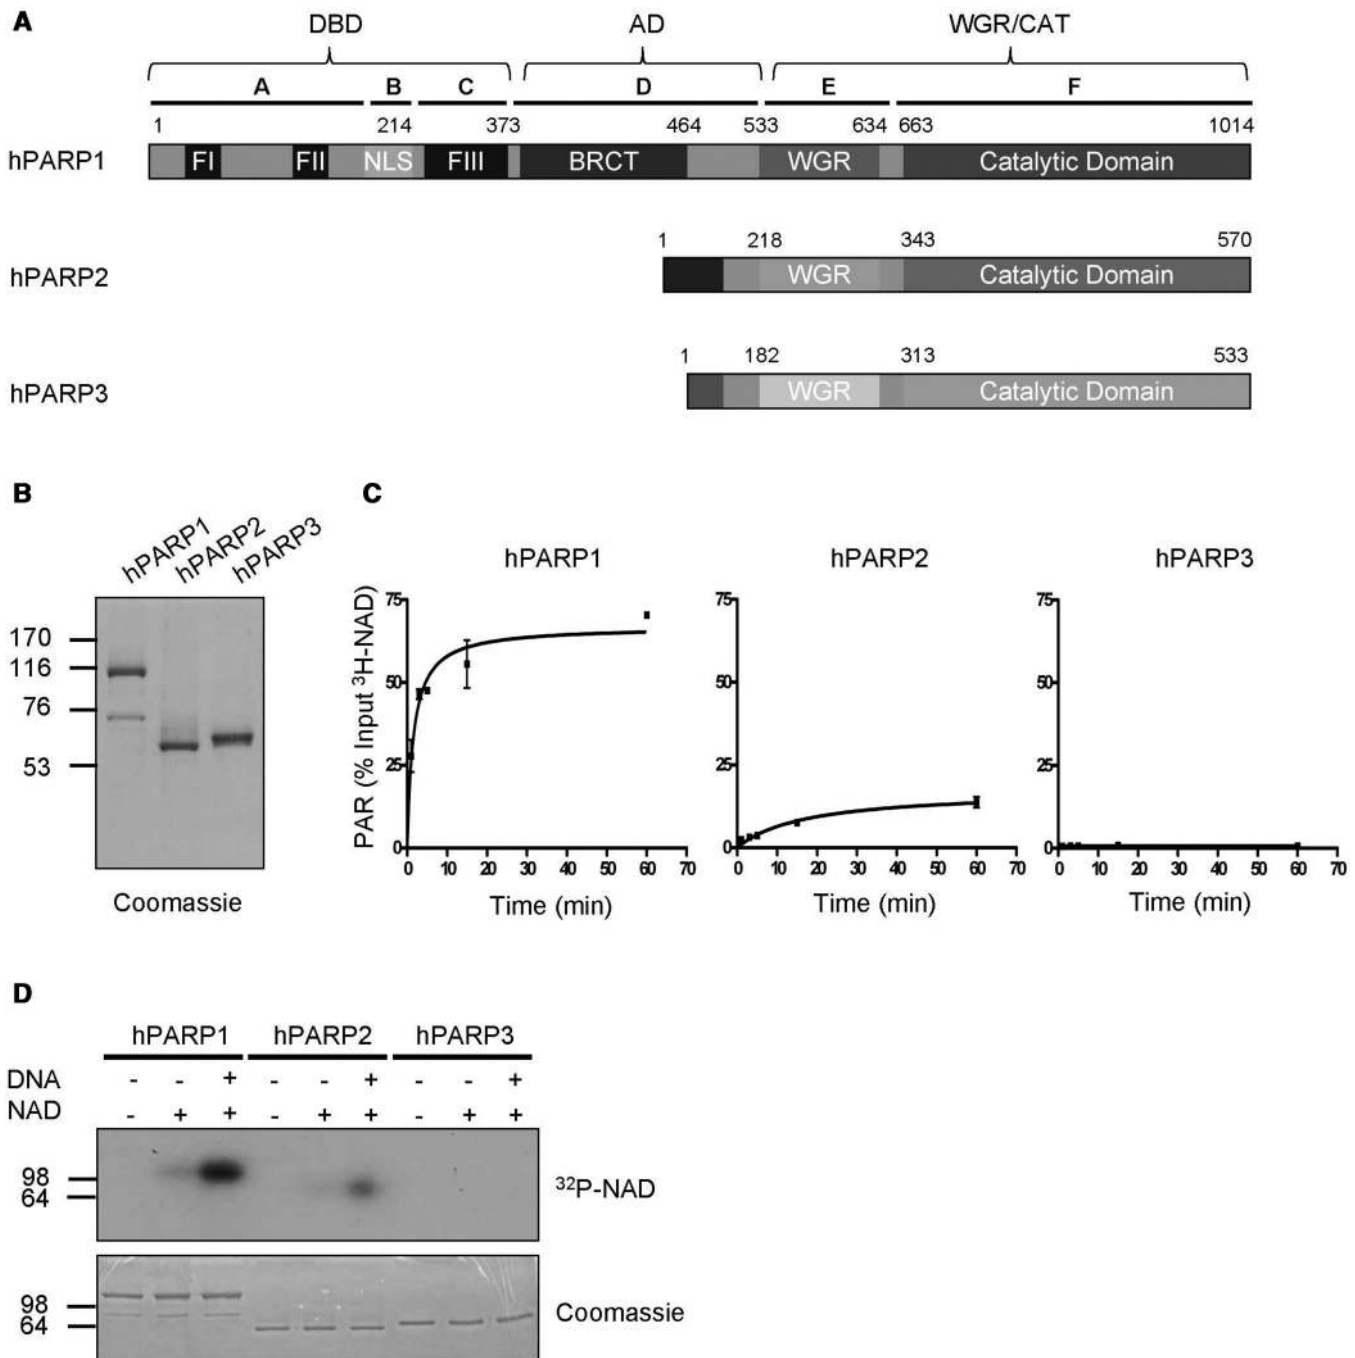 A
DBD AD WGR/CAT
A B C D E F
1 214 373 464 533 634 663 1014
hPARP1 FI FII NLS FIII BRCT WGR Catalytic Domain
1 218 343 570
hPARP2 WGR Catalytic Domain
1 182 313 533
hPARP3 WGR Catalytic Domain
B
hPARP1 hPARP2 hPARP3
170
116
76
53
Coomassie
C
hPARP1 hPARP2 hPARP3
PAR (% Input ³H-NAD)
75 75 75
50 50 50
25 25 25
0 0 0
0 10 20 30 40 50 60 70 0 10 20 30 40 50 60 70 0 10 20 30 40 50 60 70
Time (min) Time (min) Time (min)
D
hPARP1 hPARP2 hPARP3
DNA - - + - - + - - +
NAD - + + - + + - + +
98
64
³²P-NAD
98
64
Coomassie